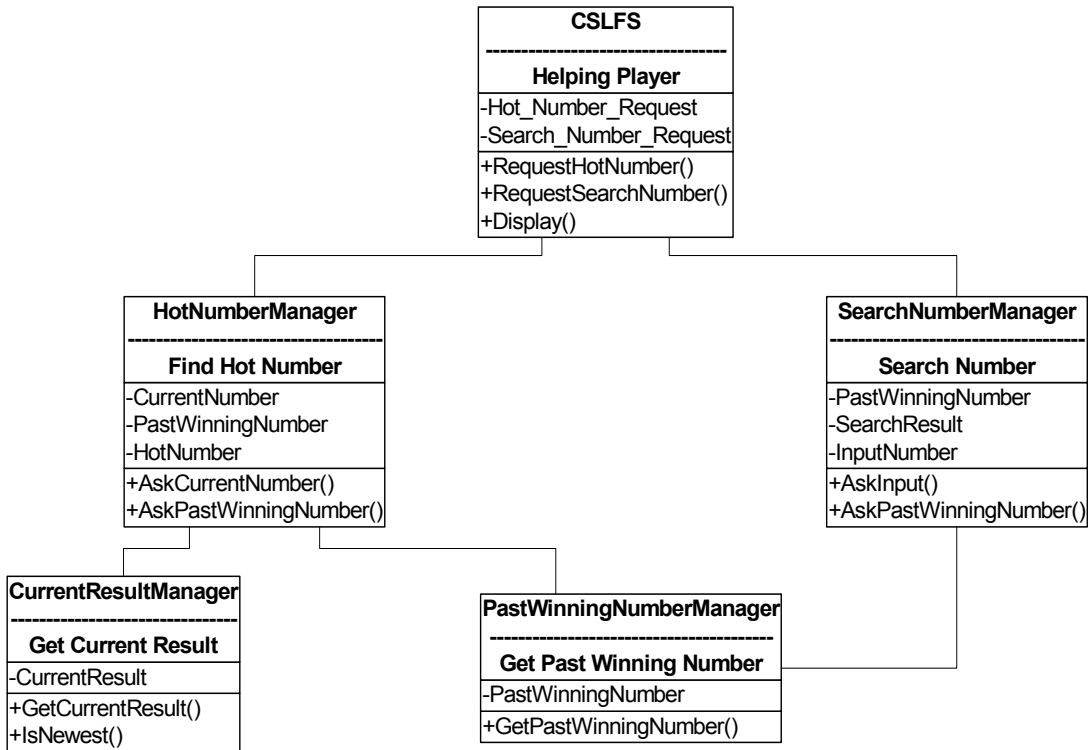 CSLFS
-----------------------------------
Helping Player
-Hot_Number_Request
-Search_Number_Request
+RequestHotNumber()
+RequestSearchNumber()
+Display()
HotNumberManager
------------------------------------
Find Hot Number
-CurrentNumber
-PastWinningNumber
-HotNumber
+AskCurrentNumber()
+AskPastWinningNumber()
SearchNumberManager
------------------------------------
Search Number
-PastWinningNumber
-SearchResult
-InputNumber
+AskInput()
+AskPastWinningNumber()
CurrentResultManager
--------------------------------
Get Current Result
-CurrentResult
+GetCurrentResult()
+IsNewest()
PastWinningNumberManager
----------------------------------------
Get Past Winning Number
-PastWinningNumber
+GetPastWinningNumber()